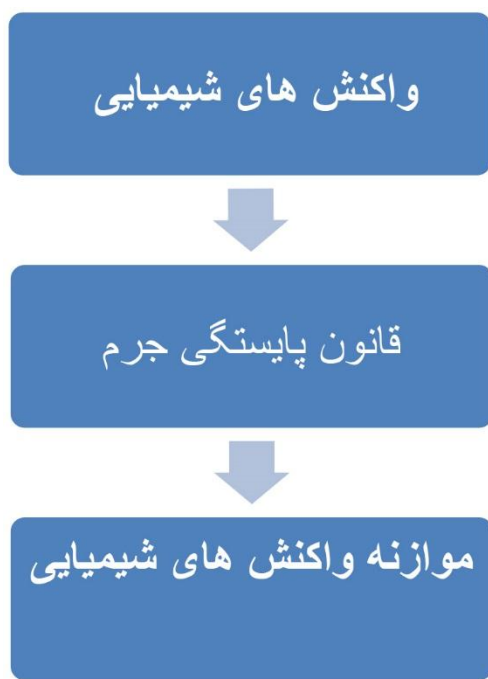 واکنش های شیمیایی
قانون پایستگی جرم
موازنه واکنش های شیمیایی